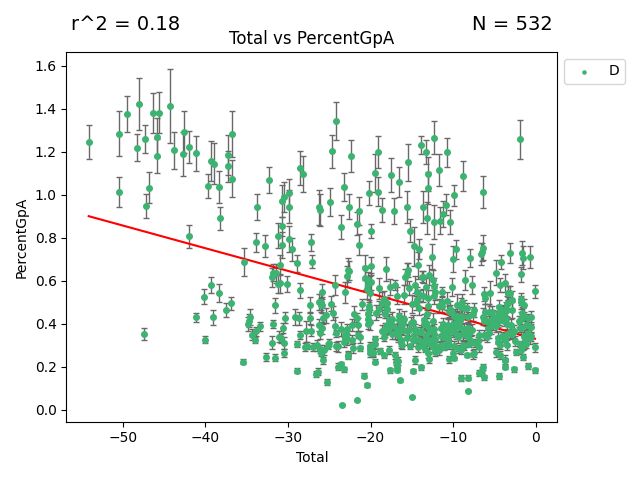 r^2 = 0.18 N = 532
Total vs PercentGpA
D
1.6
1.4
1.2
1.0
0.8
0.6
0.4
0.2
0.0
PercentGpA
−50 −40 −30 −20 −10 0
Total